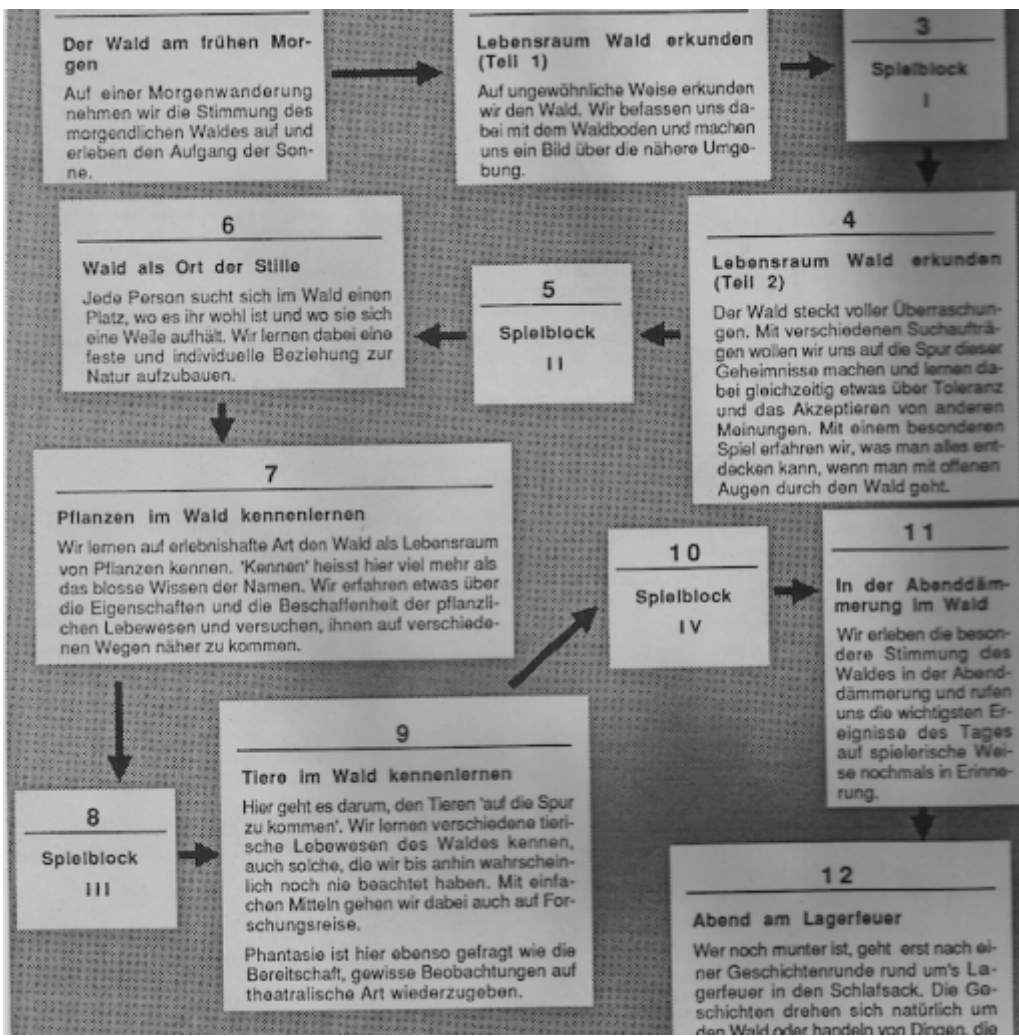 Der Wald am frühen Mor-
gen
Auf einer Morgenwanderung
nehmen wir die Stimmung des
morgendlichen Waldes auf und
erleben den Aufgang der Son-
ne.
Lebensraum Wald erkunden
(Teil 1)
Auf ungewöhnliche Weise erkunden
wir den Wald. Wir befassen uns da-
bei mit dem Waldboden und machen
uns ein Bild über die nähere Umge-
bung.
3
Spielblock
I
4
Lebensraum Wald erkunden
(Teil 2)
Der Wald steckt voller Überraschun-
gen. Mit verschiedenen Suchaufträ-
gen wollen wir uns auf die Spur dieser
Geheimnisse machen und lernen da-
bei gleichzeitig etwas über Toleranz
und das Akzeptieren von anderen
Meinungen. Mit einem besonderen
Spiel erfahren wir, was man alles ent-
decken kann, wenn man mit offenen
Augen durch den Wald geht.
5
Spielblock
II
6
Wald als Ort der Stille
Jede Person sucht sich im Wald einen
Platz, wo es ihr wohl ist und wo sie sich
eine Weile aufhält. Wir lernen dabei eine
feste und individuelle Beziehung zur
Natur aufzubauen.
7
Pflanzen im Wald kennenlernen
Wir lernen auf erlebnishafte Art den Wald als Lebensraum
von Pflanzen kennen. 'Kennen' heisst hier viel mehr als
das blosse Wissen der Namen. Wir erfahren etwas über
die Eigenschaften und die Beschaffenheit der pflanzli-
chen Lebewesen und versuchen, ihnen auf verschiede-
nen Wegen näher zu kommen.
8
Spielblock
III
9
Tiere im Wald kennenlernen
Hier geht es darum, den Tieren 'auf die Spur
zu kommen'. Wir lernen verschiedene tieri-
sche Lebewesen des Waldes kennen,
auch solche, die wir bis anhin wahrschein-
lich noch nie beachtet haben. Mit einfa-
chen Mitteln gehen wir dabei auch auf For-
schungsreise.
Phantasie ist hier ebenso gefragt wie die
Bereitschaft, gewisse Beobachtungen auf
theatralische Art wiederzugeben.
10
Spielblock
IV
11
In der Abenddäm-
merung im Wald
Wir erleben die beson-
dere Stimmung des
Waldes in der Abend-
dämmerung und rufen
uns die wichtigsten Er-
eignisse des Tages
auf spielerische Wei-
se nochmals in Erinne-
rung.
12
Abend am Lagerfeuer
Wer noch munter ist, geht erst nach ei-
ner Geschichtenrunde rund um's La-
gerfeuer in den Schlafsack. Die Ge-
schichten drehen sich natürlich um
den Wald oder handeln von Dingen, die